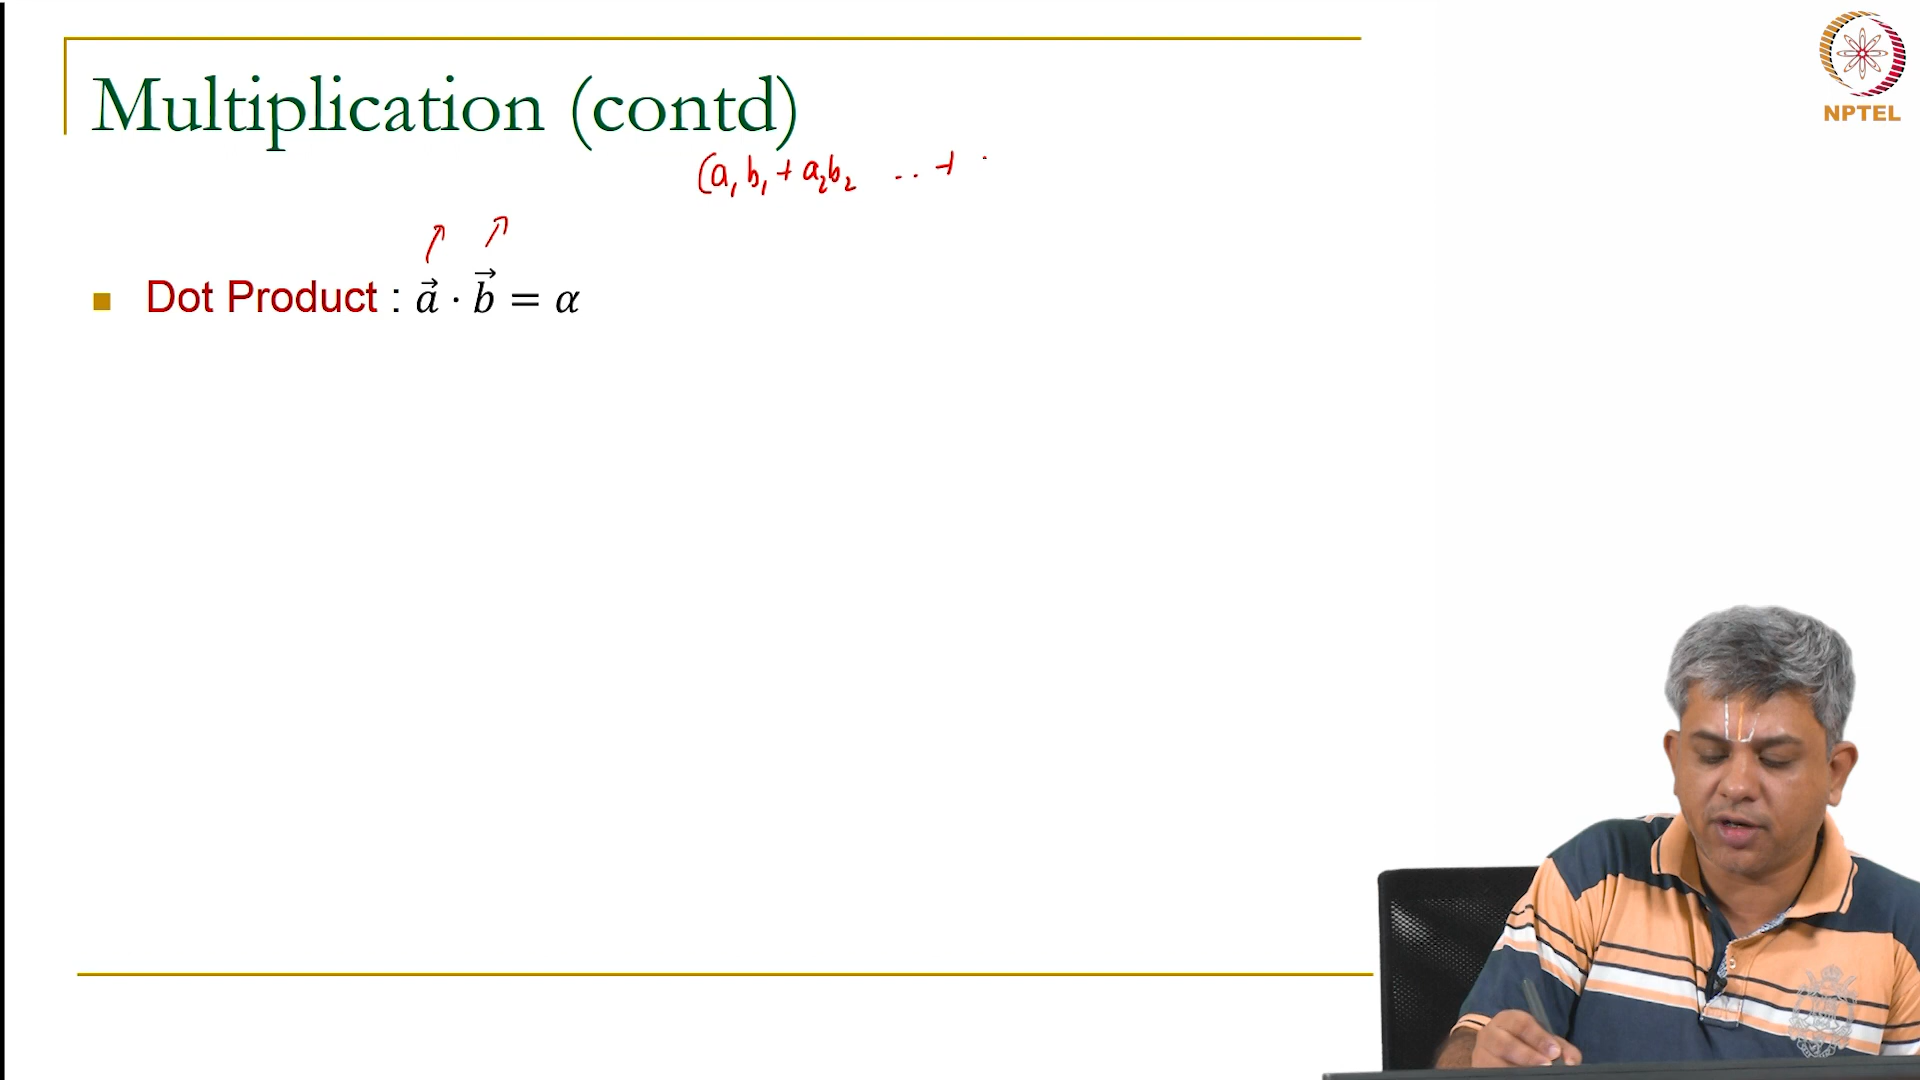 Multiplication (contd)
NPTEL
(a₁b₁ + a₂b₂ .. +
■ Dot Product : a⃗ · b⃗ = α